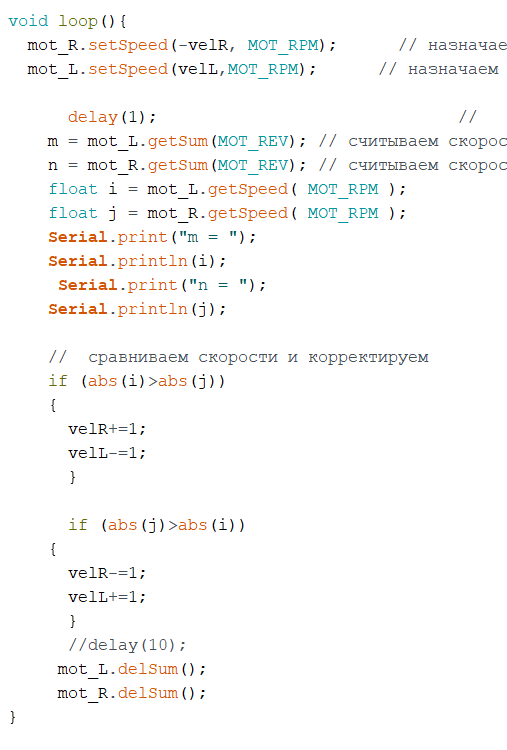 void loop(){
mot_R.setSpeed(-velR, MOT_RPM); //
mot_L.setSpeed(velL,MOT_RPM); // назначаем
delay(1); //
m = mot_L.getSum(MOT_REV); // считываем
n = mot_R.getSum(MOT_REV); // считываем
float i = mot_L.getSpeed( MOT_RPM );
float j = mot_R.getSpeed( MOT_RPM );
Serial.print("m = ");
Serial.println(i);
Serial.print("n = ");
Serial.println(j);
// сравниваем скорости и корректируем
if (abs(i)>abs(j))
{
velR+=1;
velL-=1;
}
if (abs(j)>abs(i))
{
velR-=1;
velL+=1;
}
//delay(10);
mot_L.delSum();
mot_R.delSum();
}